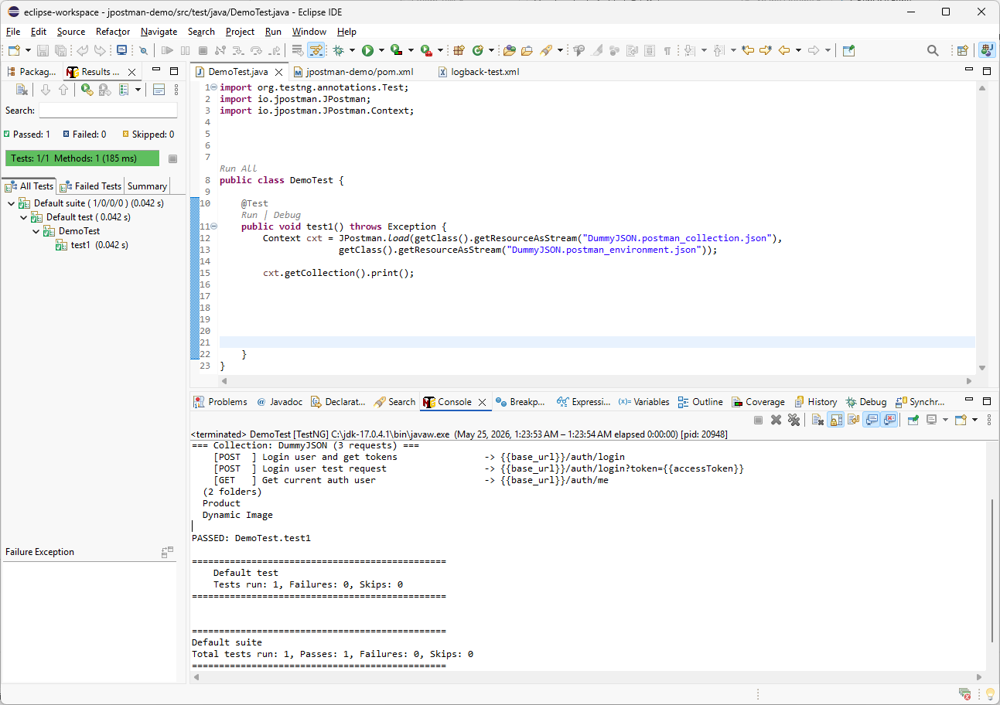 eclipse-workspace - jpostman-demo/src/test/java/DemoTest.java - Eclipse IDE
File Edit Source Refactor Navigate Search Project Run Window Help
Packag... Results ...
Search:
Passed: 1 Failed: 0 Skipped: 0
Tests: 1/1 Methods: 1 (185 ms)
All Tests Failed Tests Summary
Default suite ( 1/0/0/0 ) (0.042 s)
Default test ( 0.042 s)
DemoTest
test1 (0.042 s)
Failure Exception
DemoTest.java jpostman-demo/pom.xml logback-test.xml
1 import org.testng.annotations.Test;
2 import io.jpostman.JPostman;
3 import io.jpostman.JPostman.Context;
4
5
6
7
Run All
8 public class DemoTest {
9
10 @Test
Run | Debug
11 public void test1() throws Exception {
12 Context cxt = JPostman.Load(getClass().getResourceAsStream("DummyJSON.postman_collection.json"),
13 getClass().getResourceAsStream("DummyJSON.postman_environment.json"));
14
15 cxt.getCollection().print();
16
17
18
19
20
21
22 }
23 }
Problems @ Javadoc Declarat... Search Console Breakp... Expressi... (x)= Variables Outline Coverage History Debug Synchr...
<terminated> DemoTest [TestNG] C:\jdk-17.0.4.1\bin\javaw.exe (May 25, 2026, 1:23:53 AM – 1:23:54 AM elapsed 0:00:00) [pid: 20948]
=== Collection: DummyJSON (3 requests) ===
[POST ] Login user and get tokens -> {{base_url}}/auth/login
[POST ] Login user test request -> {{base_url}}/auth/login?token={{accessToken}}
[GET ] Get current auth user -> {{base_url}}/auth/me
(2 folders)
Product
Dynamic Image
PASSED: DemoTest.test1
===============================================
Default test
Tests run: 1, Failures: 0, Skips: 0
===============================================
===============================================
Default suite
Total tests run: 1, Passes: 1, Failures: 0, Skips: 0
===============================================